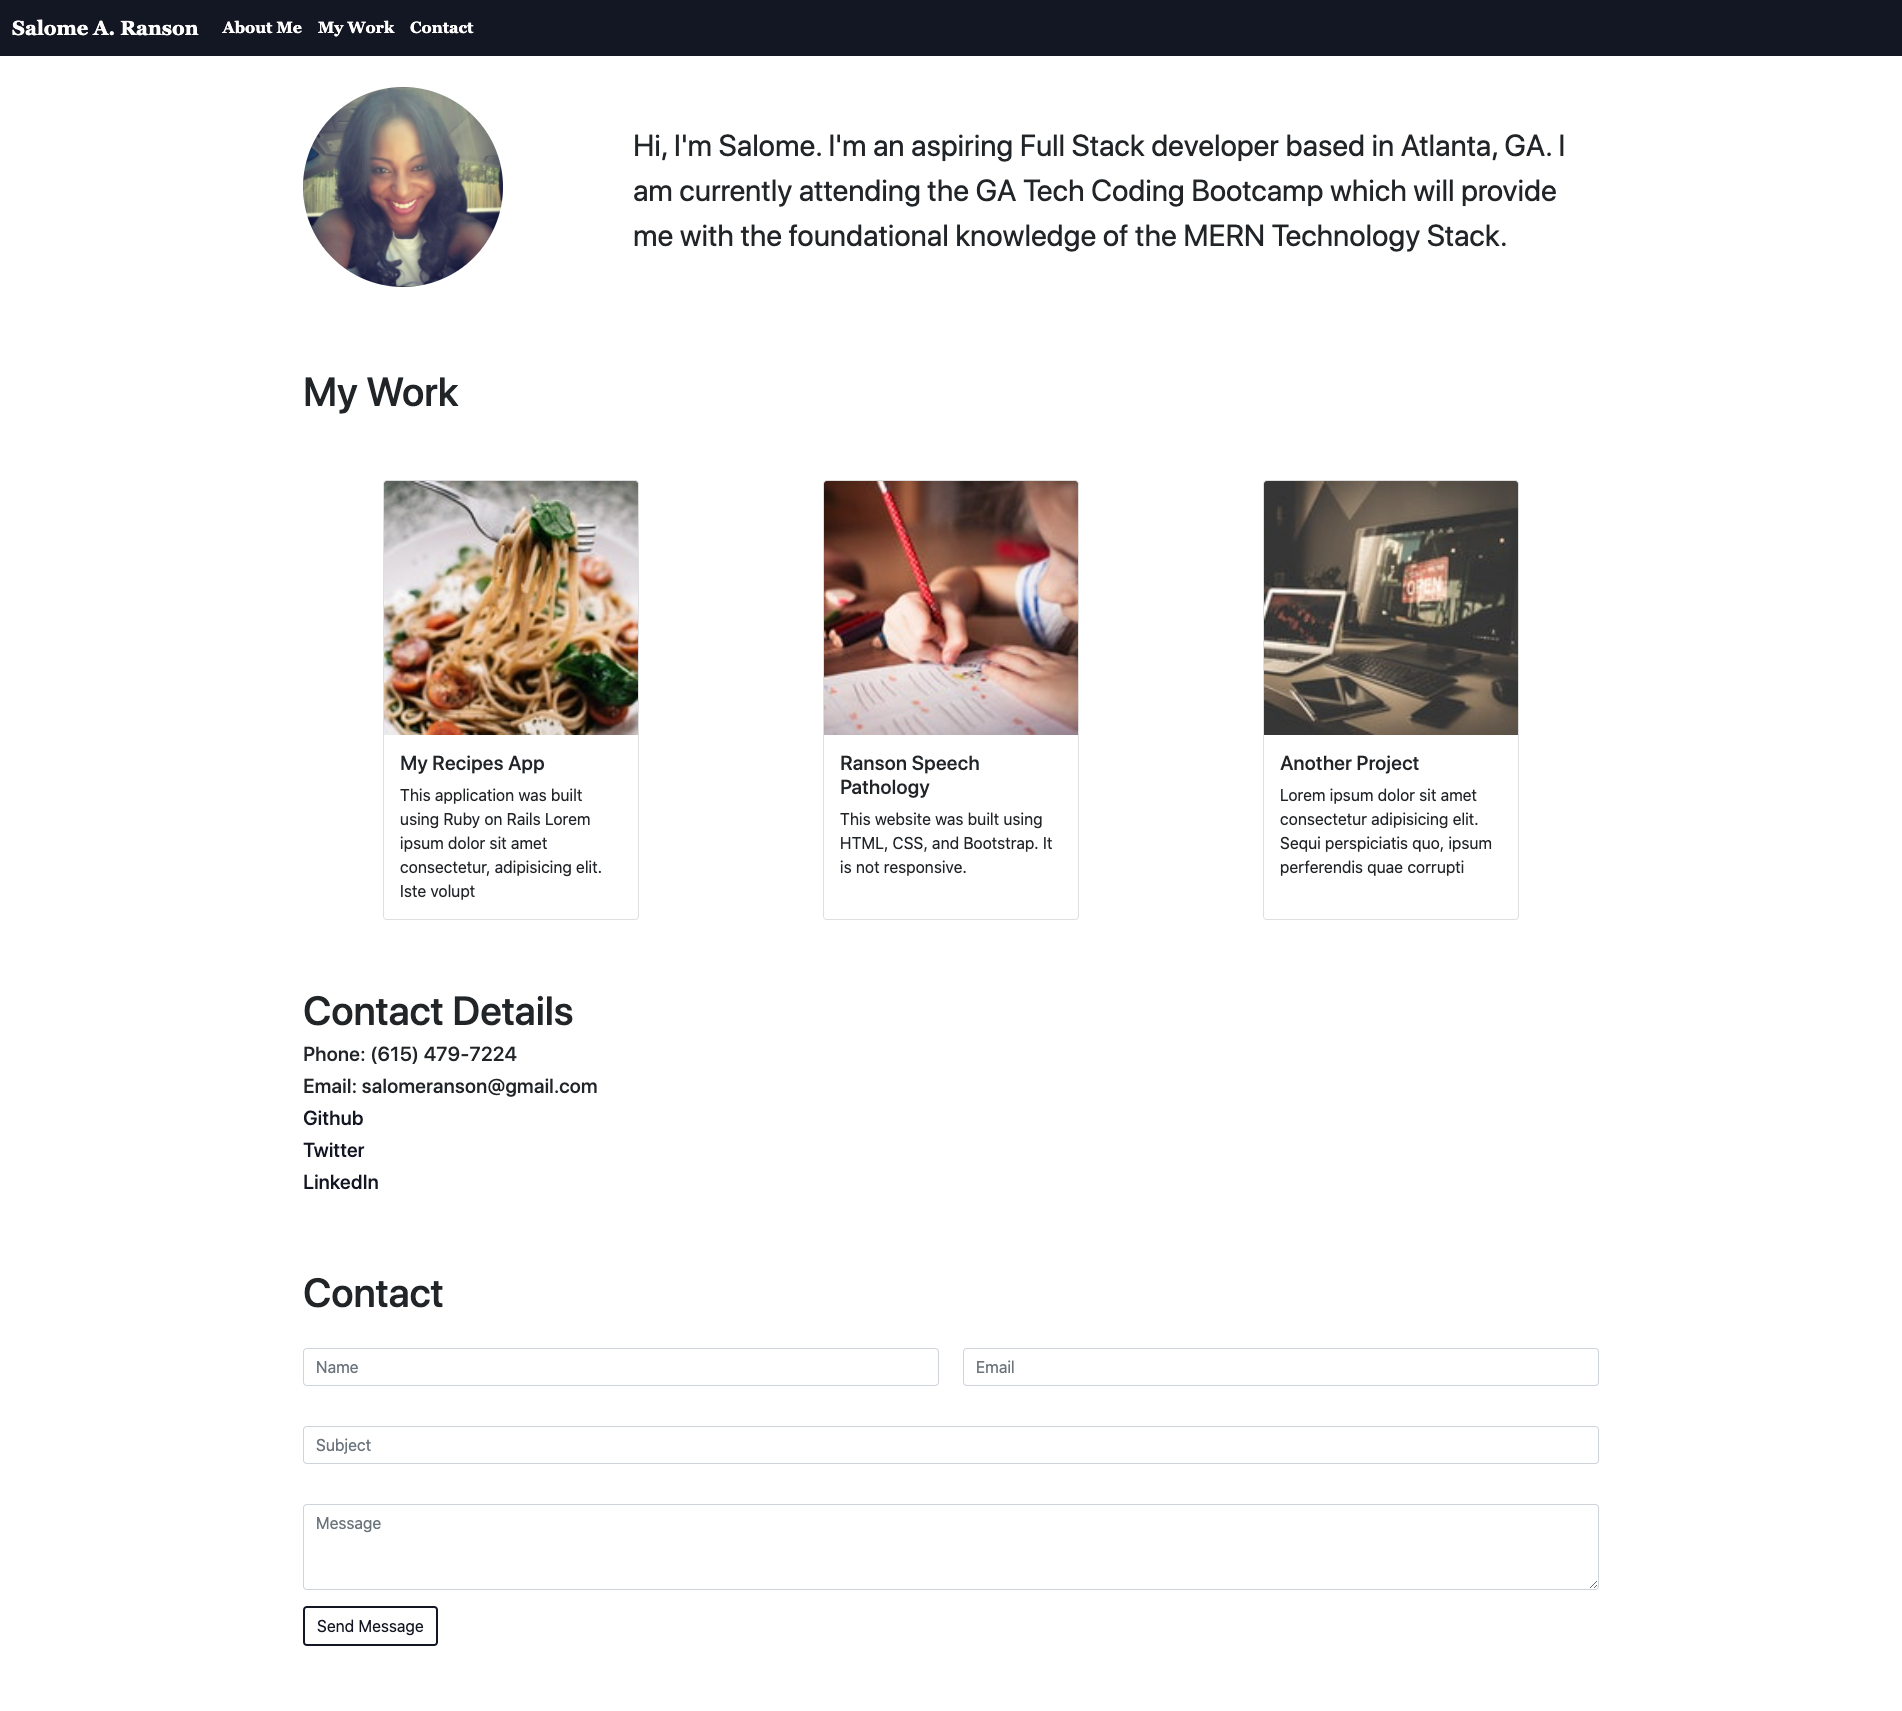 Salome A. Ranson About Me My Work Contact
Hi, I'm Salome. I'm an aspiring Full Stack developer based in Atlanta, GA. I
am currently attending the GA Tech Coding Bootcamp which will provide
me with the foundational knowledge of the MERN Technology Stack.
My Work
OPEN
My Recipes App
This application was built
using Ruby on Rails Lorem
ipsum dolor sit amet
consectetur, adipisicing elit.
Iste volupt
Ranson Speech
Pathology
This website was built using
HTML, CSS, and Bootstrap. It
is not responsive.
Another Project
Lorem ipsum dolor sit amet
consectetur adipisicing elit.
Sequi perspiciatis quo, ipsum
perferendis quae corrupti
Contact Details
Phone: (615) 479-7224
Email: salomeranson@gmail.com
Github
Twitter
LinkedIn
Contact
Name
Email
Subject
Message
Send Message